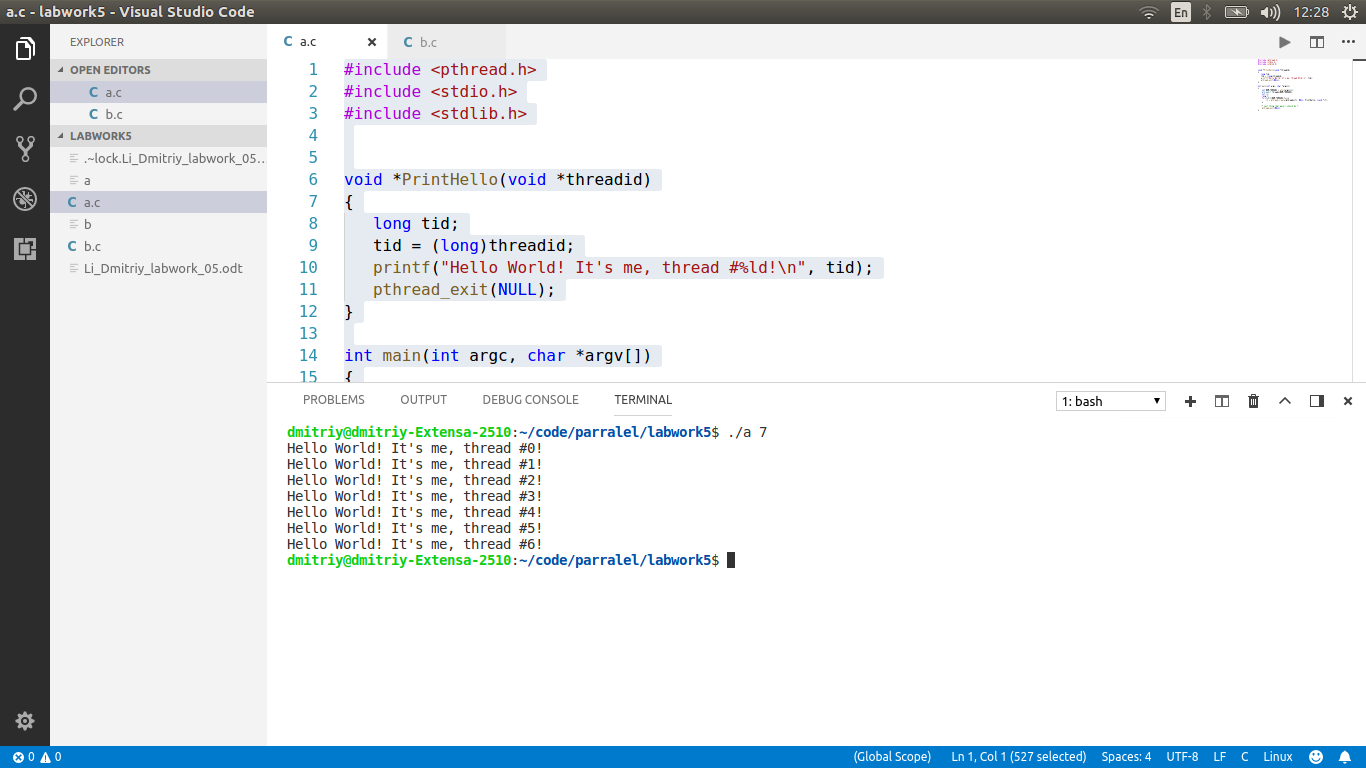 a.c - labwork5 - Visual Studio Code
En
12:28
EXPLORER
OPEN EDITORS
C a.c
C b.c
LABWORK5
.~lock.Li_Dmitriy_labwork_05...
a
C a.c
b
C b.c
Li_Dmitriy_labwork_05.odt
C a.c
C b.c
1 #include <pthread.h>
2 #include <stdio.h>
3 #include <stdlib.h>
4
5
6 void *PrintHello(void *threadid)
7 {
8 long tid;
9 tid = (long)threadid;
10 printf("Hello World! It's me, thread #%ld!\n", tid);
11 pthread_exit(NULL);
12 }
13
14 int main(int argc, char *argv[])
15 {
PROBLEMS OUTPUT DEBUG CONSOLE TERMINAL
1: bash
dmitriy@dmitriy-Extensa-2510:~/code/parralel/labwork5$ ./a 7
Hello World! It's me, thread #0!
Hello World! It's me, thread #1!
Hello World! It's me, thread #2!
Hello World! It's me, thread #3!
Hello World! It's me, thread #4!
Hello World! It's me, thread #5!
Hello World! It's me, thread #6!
dmitriy@dmitriy-Extensa-2510:~/code/parralel/labwork5$
0 0
(Global Scope) Ln 1, Col 1 (527 selected) Spaces: 4 UTF-8 LF C Linux